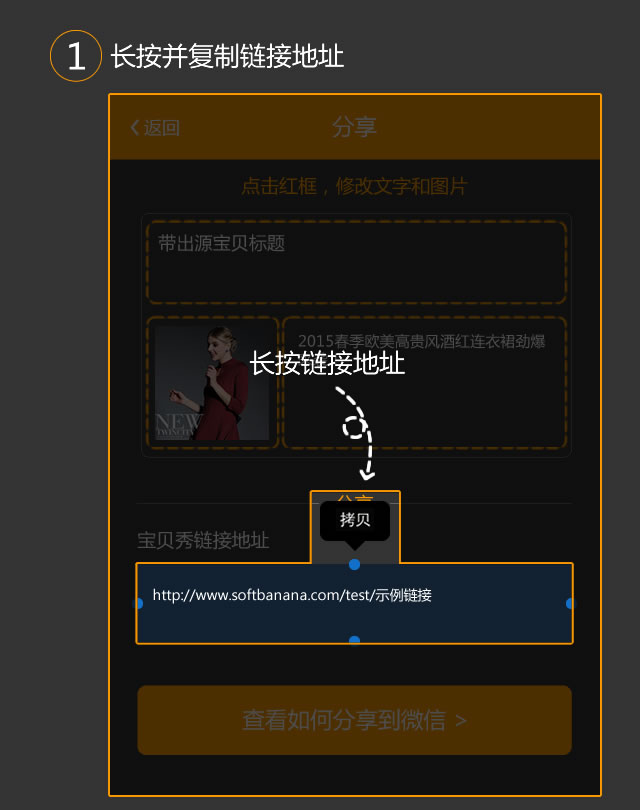 1 长按并复制链接地址
返回 分享
点击红框，修改文字和图片
带出源宝贝标题
2015春季欧美高贵风酒红连衣裙劲爆
长按链接地址
NEW
分享
拷贝
宝贝秀链接地址
http://www.softbanana.com/test/示例链接
查看如何分享到微信 >